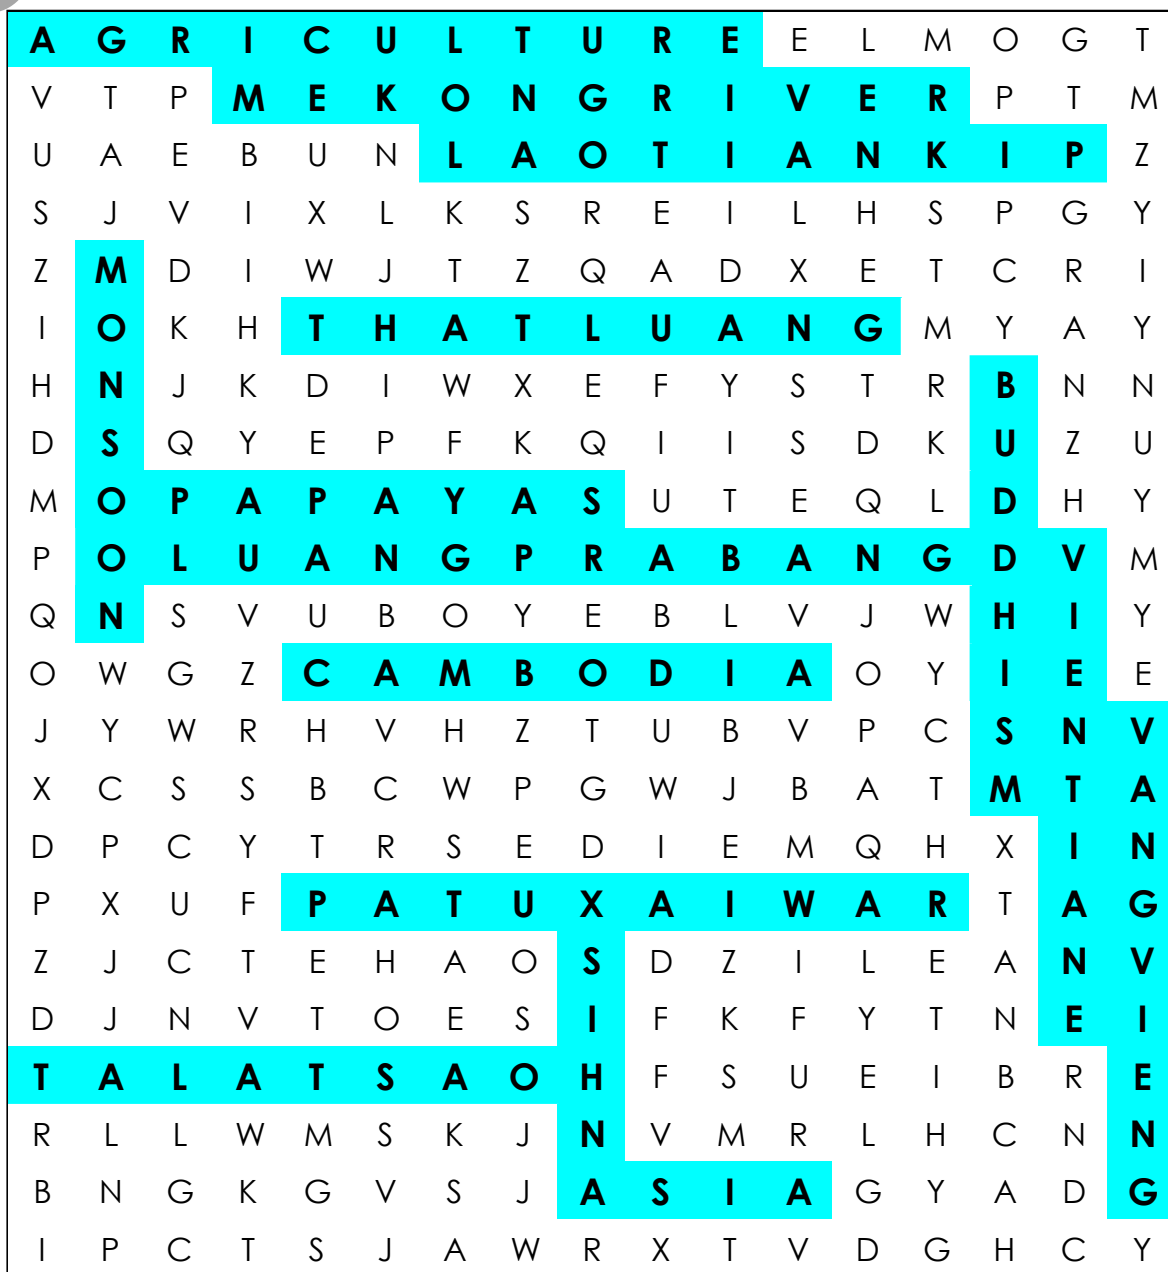 A G R I C U L T U R E E L M O G T
V T P M E K O N G R I V E R P T M
U A E B U N L A O T I A N K I P Z
S J V I X L K S R E I L H S P G Y
Z M D I W J T Z Q A D X E T C R I
I O K H T H A T L U A N G M Y A Y
H N J K D I W X E F Y S T R B N N
D S Q Y E P F K Q I I S D K U Z U
M O P A P A Y A S U T E Q L D H Y
P O L U A N G P R A B A N G D V M
Q N S V U B O Y E B L V J W H I Y
O W G Z C A M B O D I A O Y I E E
J Y W R H V H Z T U B V P C S N V
X C S S B C W P G W J B A T M T A
D P C Y T R S E D I E M Q H X I N
P X U F P A T U X A I W A R T A G
Z J C T E H A O S D Z I L E A N V
D J N V T O E S I F K F Y T N E I
T A L A T S A O H F S U E I B R E
R L L W M S K J N V M R L H C N N
B N G K G V S J A S I A G Y A D G
I P C T S J A W R X T V D G H C Y